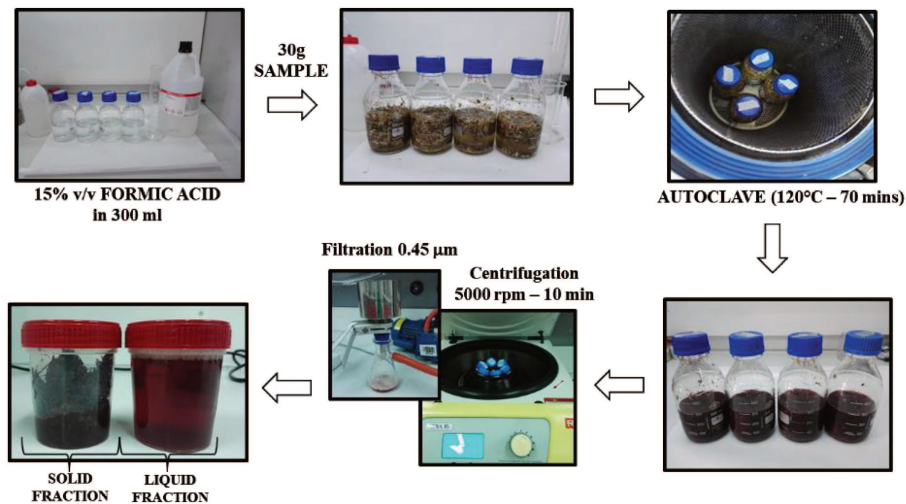 30g
SAMPLE
15% v/v FORMIC ACID
in 300 ml
AUTOCLAVE (120°C – 70 mins)
Filtration 0.45 µm
Centrifugation
5000 rpm – 10 min
SOLID
FRACTION
LIQUID
FRACTION